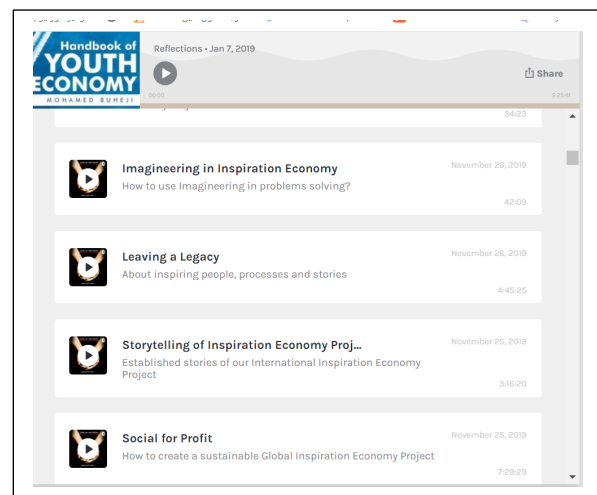 Handbook of
YOUTH
ECONOMY
MOHAMED BUHEJI
Reflections • Jan 7, 2019
Share
00:00
34:23
Imagineering in Inspiration Economy
November 26, 2019
How to use Imagineering in problems solving?
42:09
Leaving a Legacy
November 26, 2019
About inspiring people, processes and stories
4:45:25
Storytelling of Inspiration Economy Proj...
November 25, 2019
Established stories of our International Inspiration Economy
Project
3:16:20
Social for Profit
November 25, 2019
How to create a sustainable Global Inspiration Economy Project
7:29:29